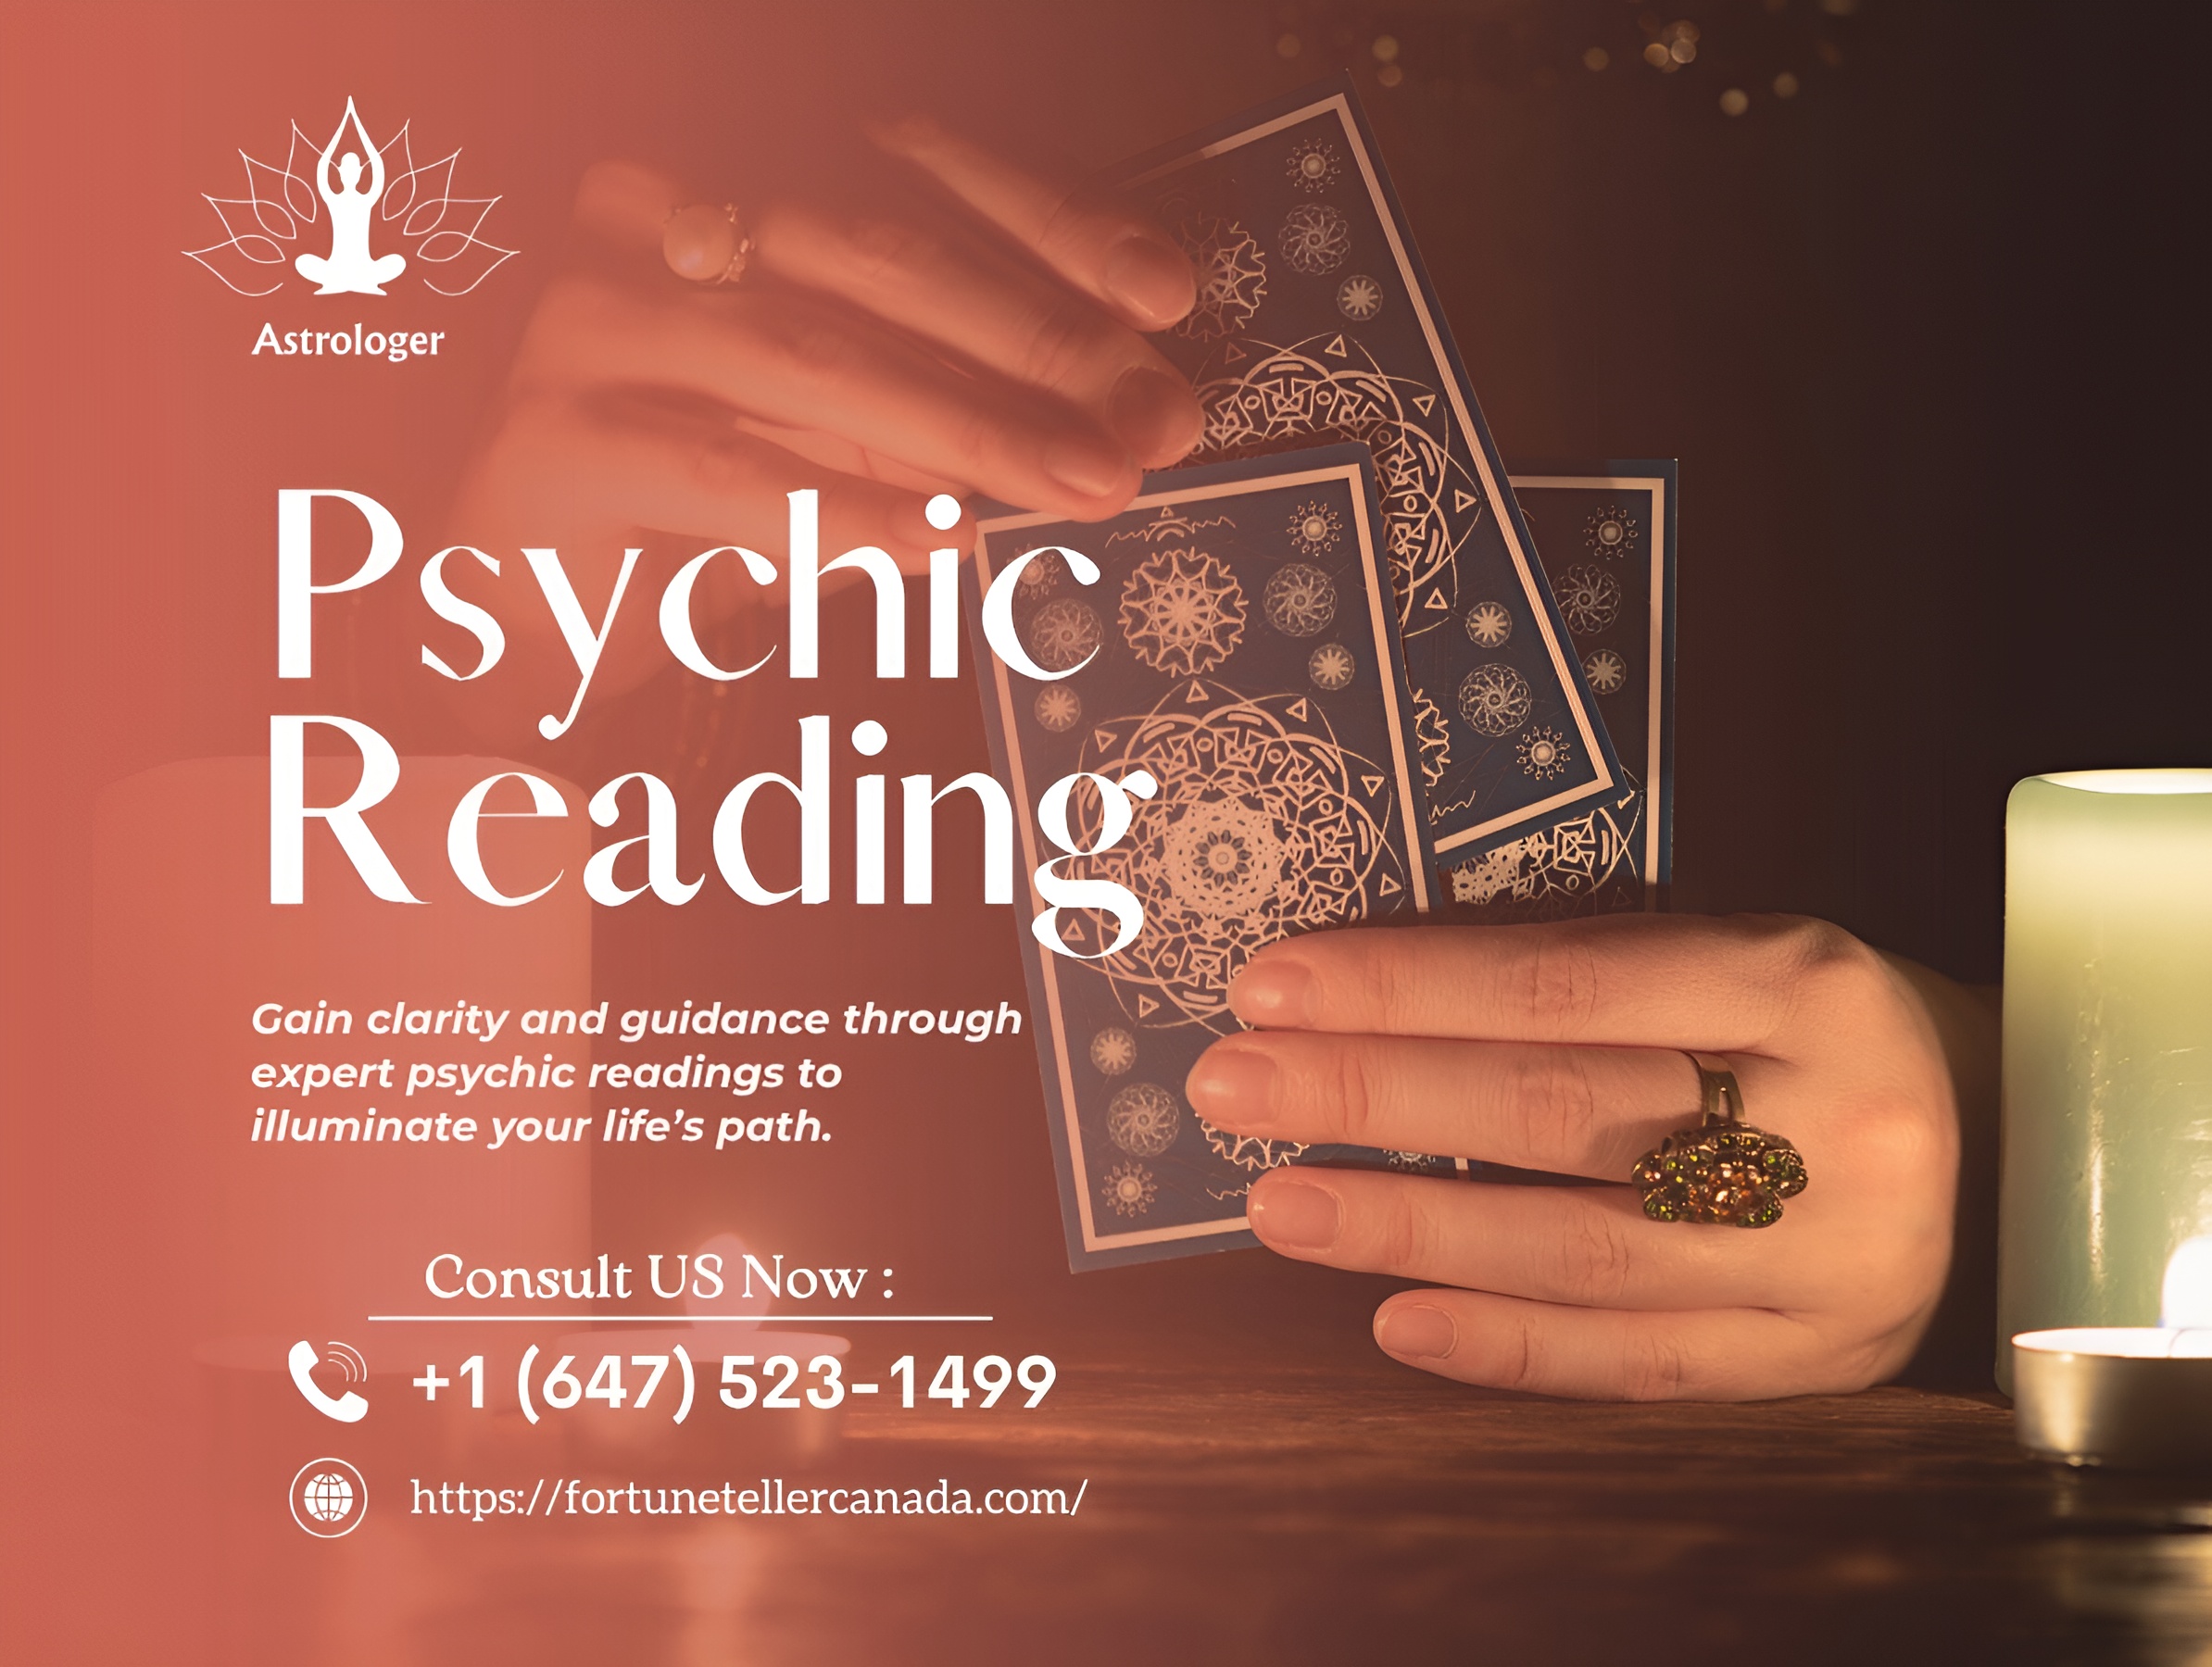 Astrologer
Psychic
Reading
Gain clarity and guidance through
expert psychic readings to
illuminate your life’s path.
Consult US Now :
+1 (647) 523-1499
https://fortunetellercanada.com/